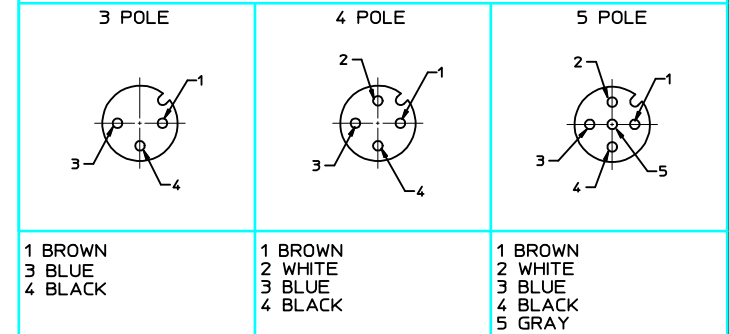 3 POLE
1
3
4
1 BROWN
3 BLUE
4 BLACK
4 POLE
2
1
3
4
1 BROWN
2 WHITE
3 BLUE
4 BLACK
5 POLE
2
1
3
5
4
1 BROWN
2 WHITE
3 BLUE
4 BLACK
5 GRAY